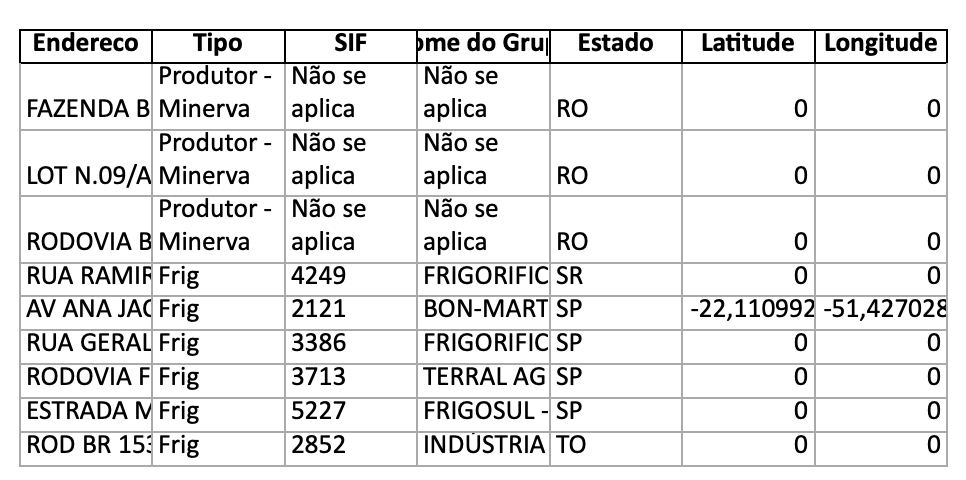 Endereco Tipo SIF ome do Gru Estado Latitude Longitude
FAZENDA B Produtor - Minerva Não se aplica Não se aplica RO 0 0
LOT N.09/A Produtor - Minerva Não se aplica Não se aplica RO 0 0
RODOVIA B Produtor - Minerva Não se aplica Não se aplica RO 0 0
RUA RAMIR Frig 4249 FRIGORIFIC SR 0 0
AV ANA JAC Frig 2121 BON-MART SP -22,110992 -51,427028
RUA GERAL Frig 3386 FRIGORIFIC SP 0 0
RODOVIA F Frig 3713 TERRAL AG SP 0 0
ESTRADA M Frig 5227 FRIGOSUL - SP 0 0
ROD BR 153 Frig 2852 INDÚSTRIA TO 0 0